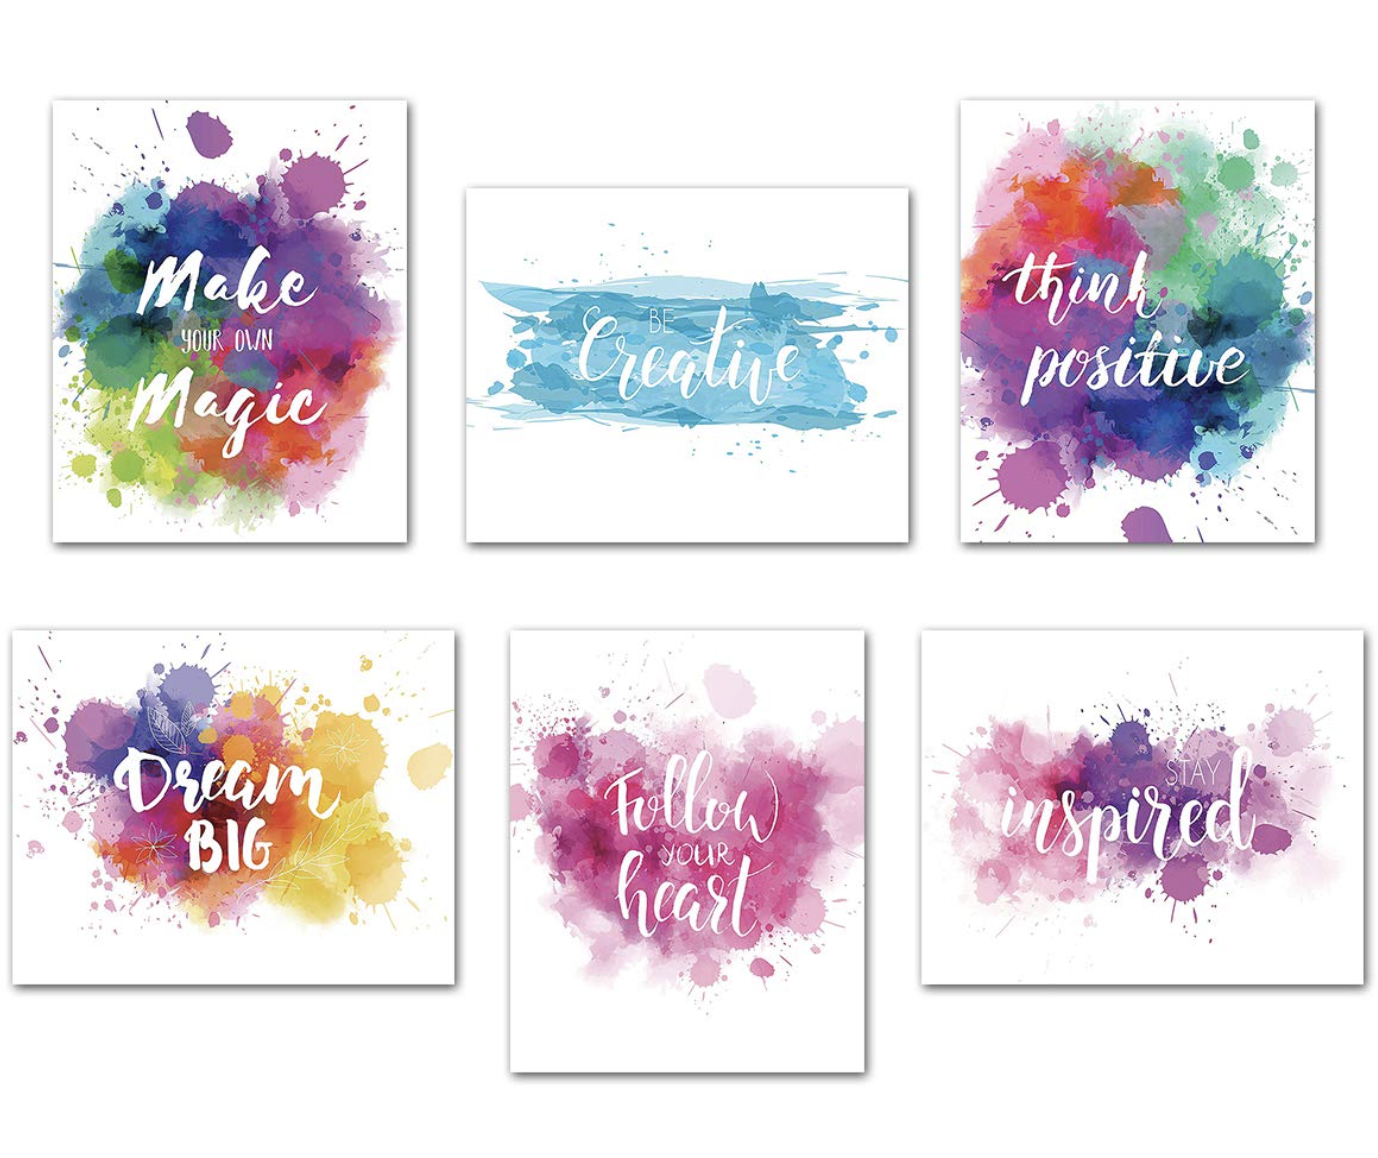 Make
YOUR OWN
Magic
BE
Creative
think
positive
Dream
BIG
Follow
YOUR
heart
STAY
inspired